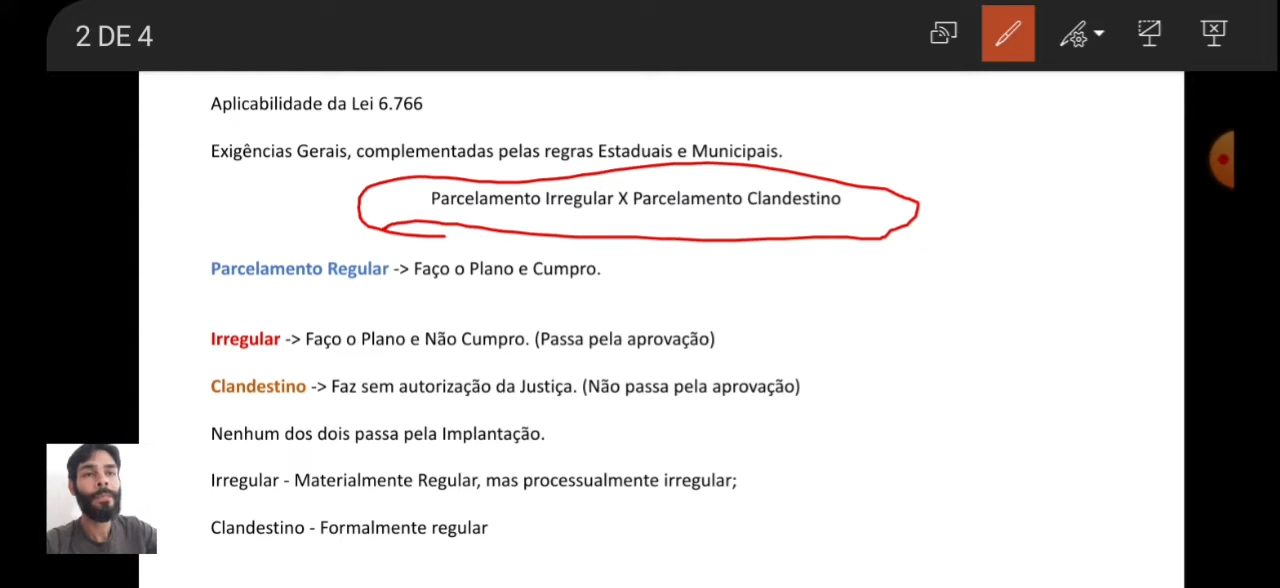 2 DE 4
Aplicabilidade da Lei 6.766
Exigências Gerais, complementadas pelas regras Estaduais e Municipais.
Parcelamento Irregular X Parcelamento Clandestino
Parcelamento Regular -> Faço o Plano e Cumpro.
Irregular -> Faço o Plano e Não Cumpro. (Passa pela aprovação)
Clandestino -> Faz sem autorização da Justiça. (Não passa pela aprovação)
Nenhum dos dois passa pela Implantação.
Irregular - Materialmente Regular, mas processualmente irregular;
Clandestino - Formalmente regular